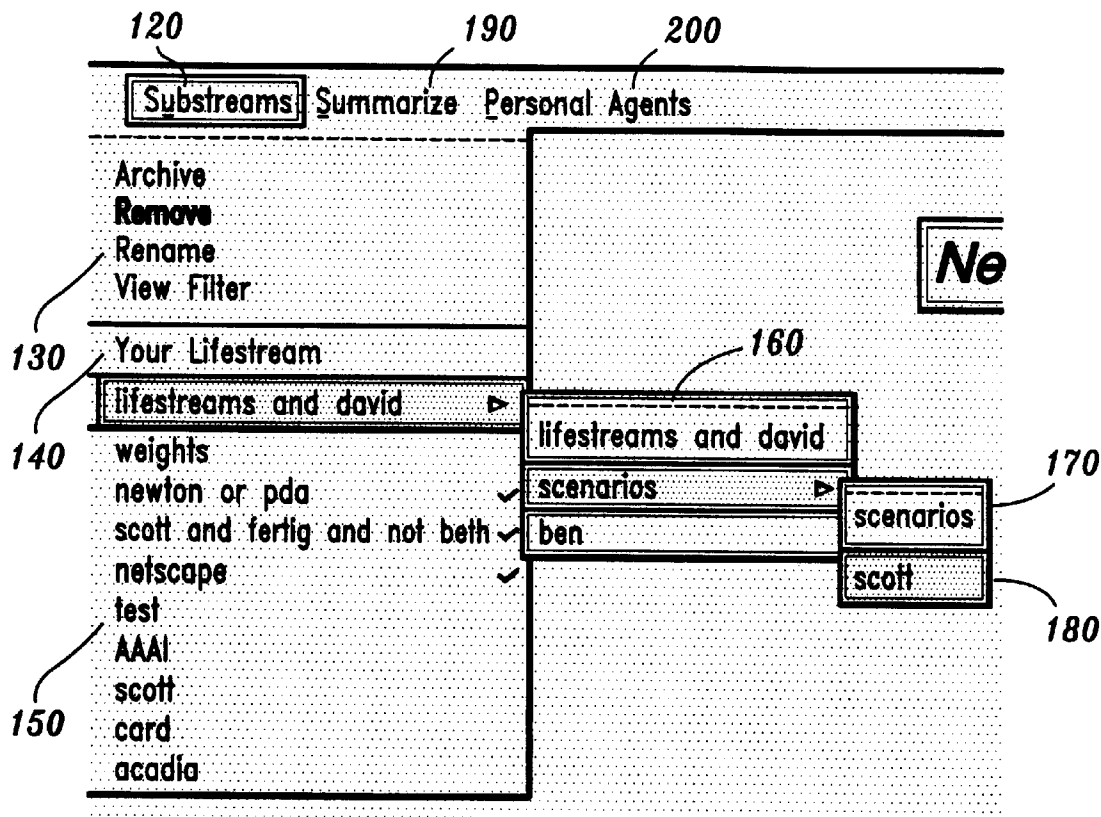 120 190 200
Substreams Summarize Personal Agents
Archive
Remove
Rename
View Filter
Ne
130
Your Lifestream
160
140
lifestreams and david
lifestreams and david
weights
newton or pda
scenarios
170
scenarios
scott and fertig and not beth
ben
netscape
scott
180
test
AAAI
scott
150
card
acadia